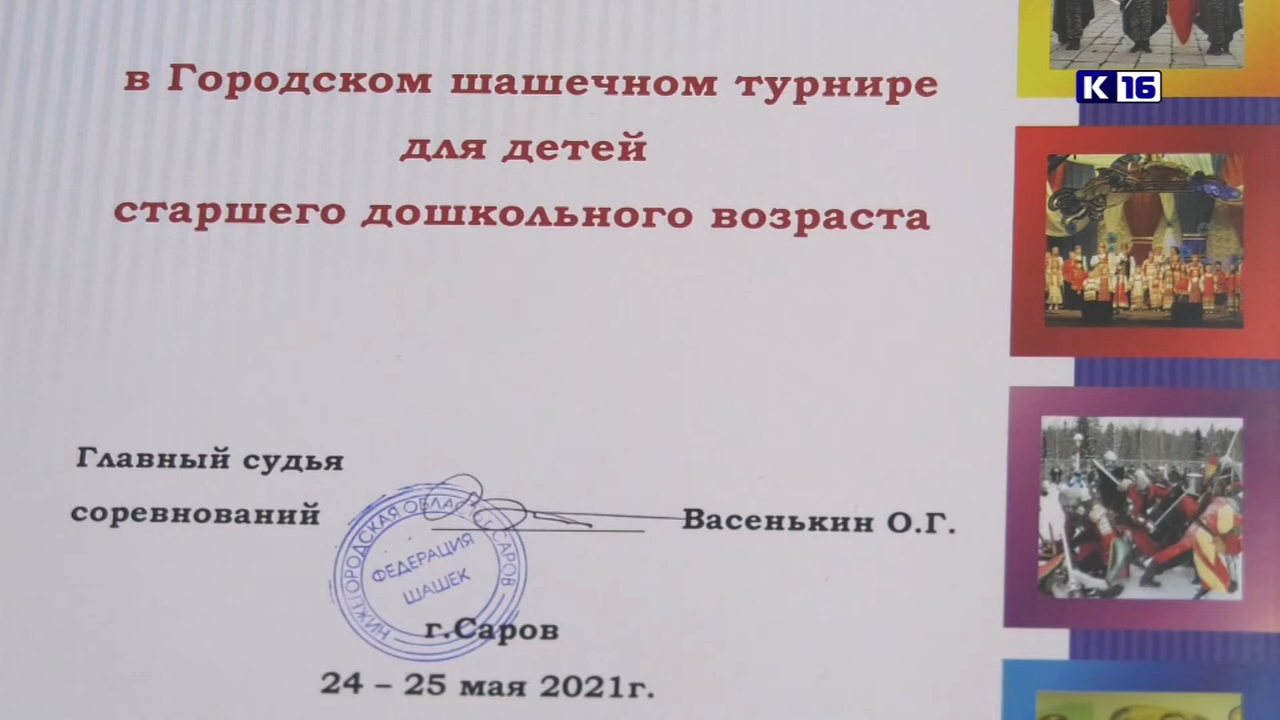 К 16
в Городском шашечном турнире
для детей
старшего дошкольного возраста
Главный судья
соревнований
Васенькин О.Г.
НИЖЕГОРОДСКАЯ ОБЛАСТЬ Г.САРОВ
ФЕДЕРАЦИЯ
ШАШЕК
г.Саров
24 – 25 мая 2021г.